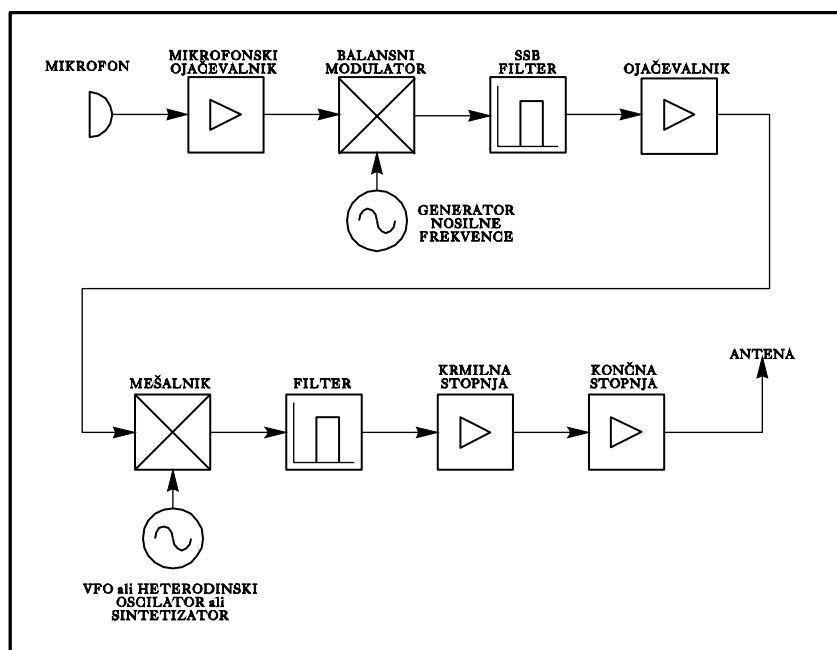 MIKROFON
MIKROFONSKI
OJAČEVALNIK
BALANSNI
MODULATOR
SSB
FILTER
OJAČEVALNIK
GENERATOR
NOSILNE
FREKVENCE
MEŠALNIK
FILTER
KRMILNA
STOPNJA
KONČNA
STOPNJA
ANTENA
VFO ali HETERODINSKI
OSCILATOR ali
SINTETIZATOR